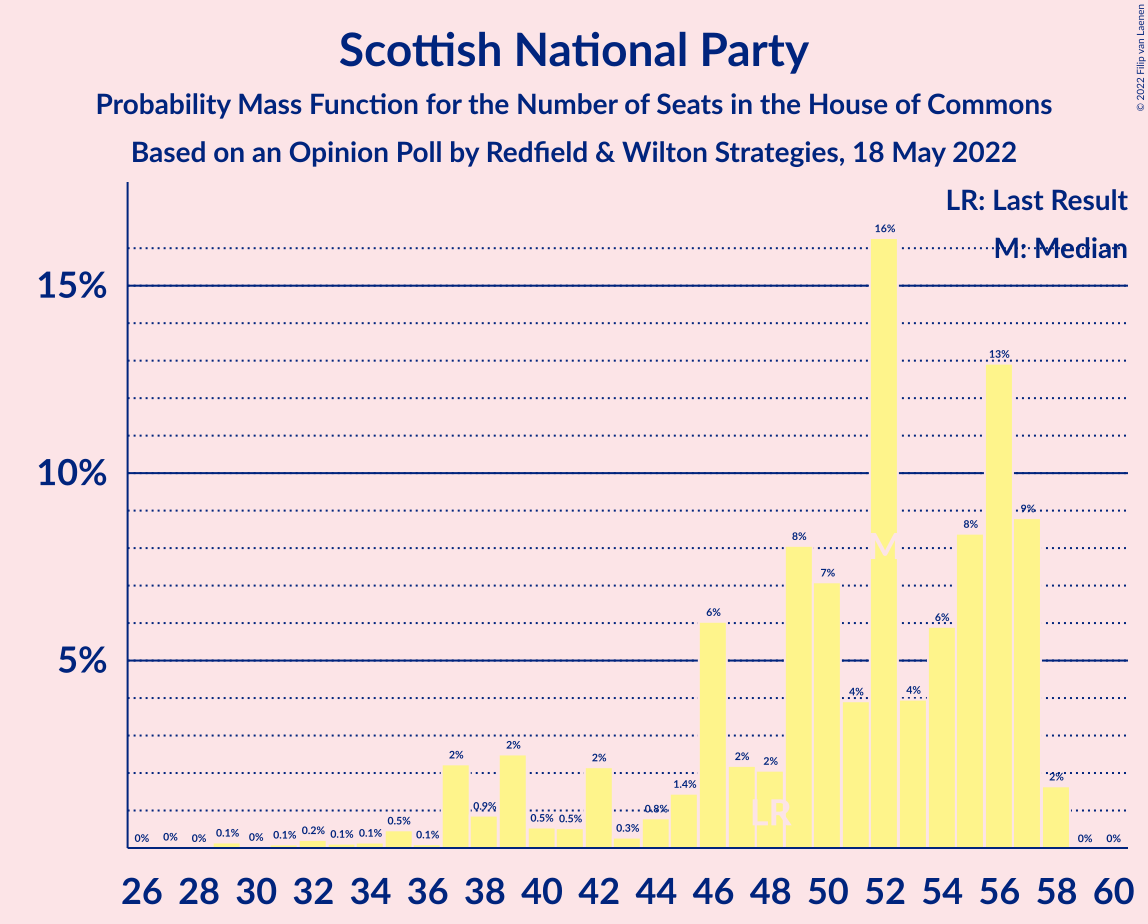 Scottish National Party
Probability Mass Function for the Number of Seats in the House of Commons
Based on an Opinion Poll by Redfield & Wilton Strategies, 18 May 2022
© 2022 Filip van Laenen
LR: Last Result
M: Median
15%
10%
5%
0% 0% 0% 0.1% 0% 0.1% 0.2% 0.1% 0.1% 0.5% 0.1% 2% 0.9% 2% 0.5% 0.5% 2% 0.3% 0.8% 1.4% 6% 2% 2% 8% 7% 4% 16% 4% 6% 8% 13% 9% 2% 0% 0%
M
LR
26 28 30 32 34 36 38 40 42 44 46 48 50 52 54 56 58 60